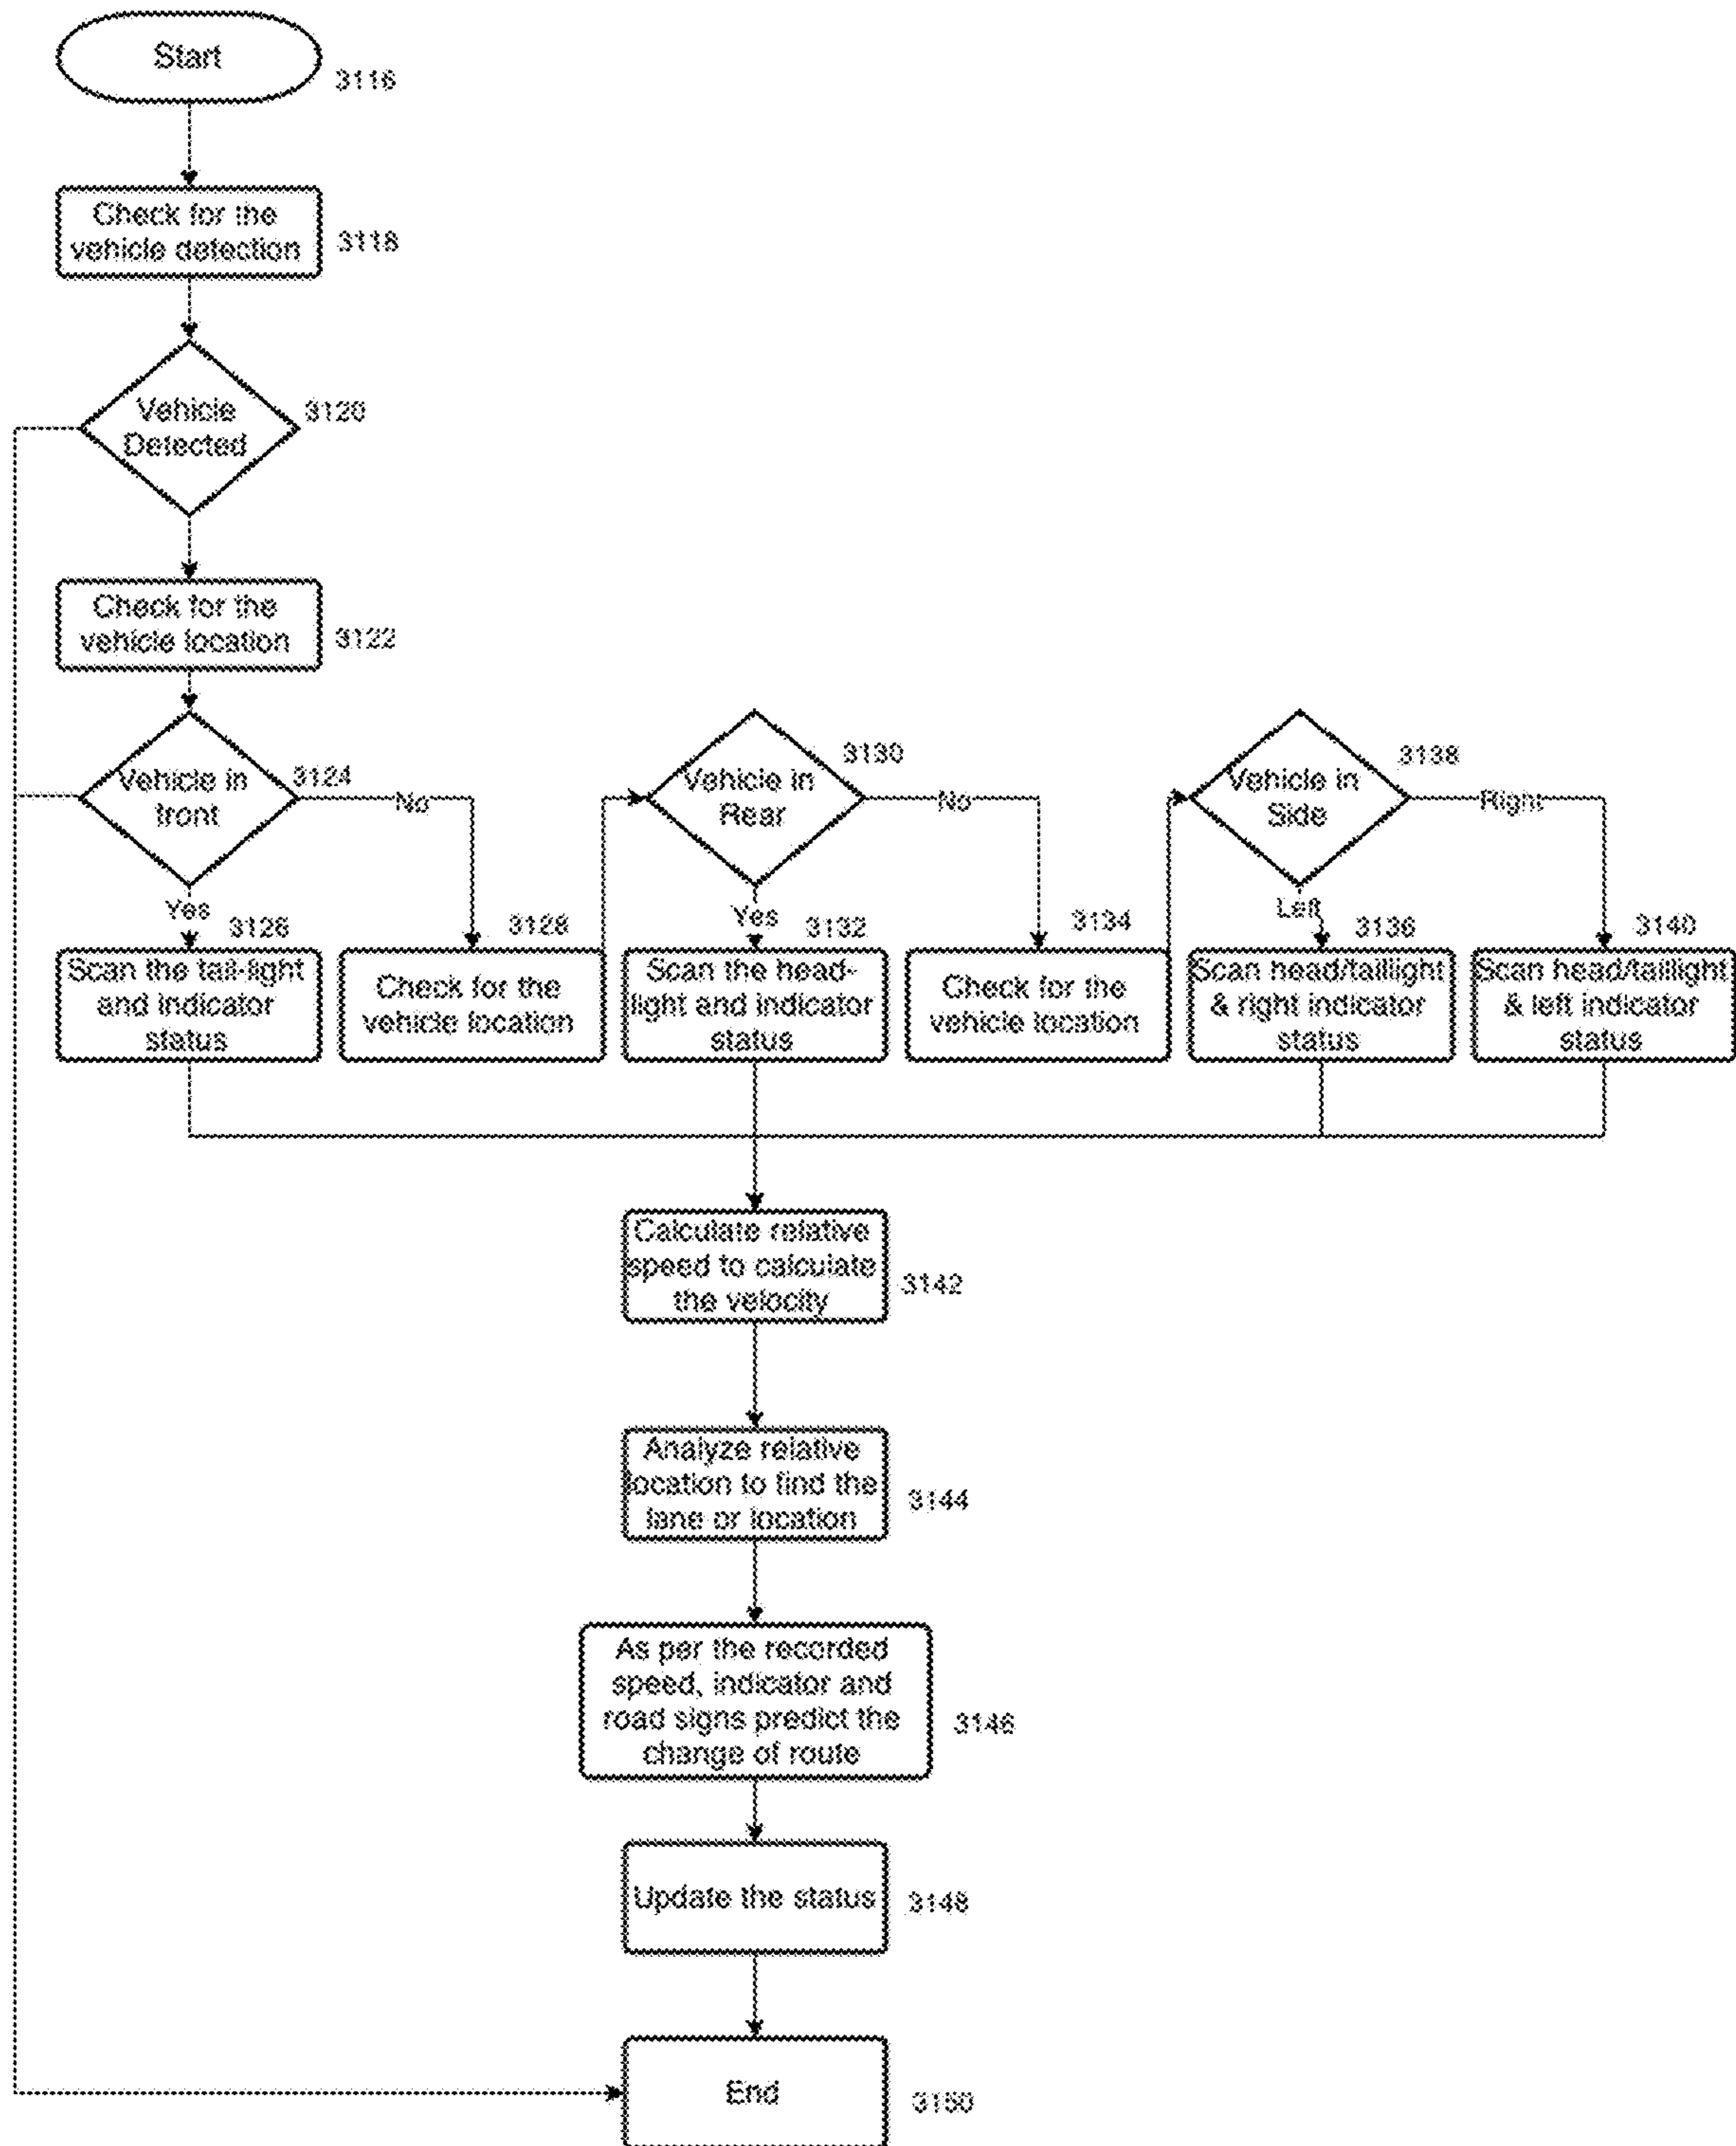 Start
3116
Check for the
vehicle detection
3118
Vehicle
Detected
3120
Check for the
vehicle location
3122
Vehicle in
front
3124
No
Vehicle in
Rear
3130
No
Vehicle in
Side
3138
Right
Yes
3126
Scan the tail-light
and indicator
status
3128
Check for the
vehicle location
Yes
3132
Scan the head-
light and indicator
status
3134
Check for the
vehicle location
Left
3136
Scan head/taillight
& right indicator
status
3140
Scan head/taillight
& left indicator
status
Calculate relative
speed to calculate
the velocity
3142
Analyze relative
location to find the
lane or location
3144
As per the recorded
speed, indicator and
road signs predict the
change of route
3146
Update the status
3148
End
3150